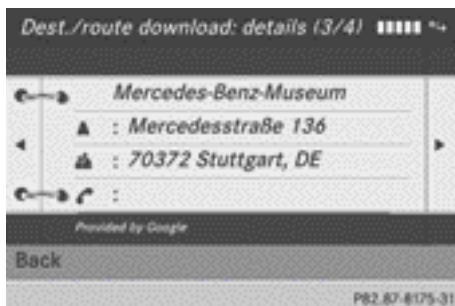 Dest./route download: details (3/4)
Mercedes-Benz-Museum
: Mercedesstraße 136
: 70372 Stuttgart, DE
:
Provided by Google
Back
P82.87-8175-31